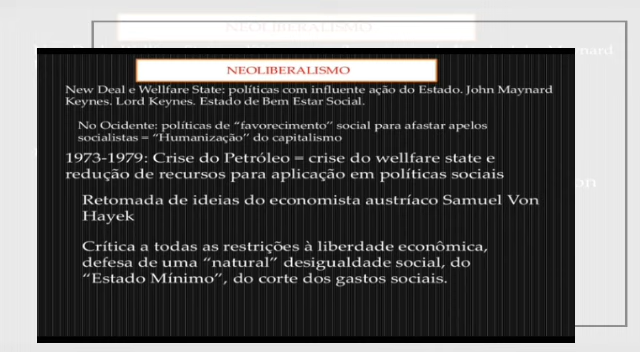 NEOLIBERALISMO
NEOLIBERALISMO
New Deal e Wellfare State: políticas com influente ação do Estado. John Maynard
Keynes. Lord Keynes. Estado de Bem Estar Social.
No Ocidente: políticas de “favorecimento” social para afastar apelos
socialistas = “Humanização” do capitalismo
1973-1979: Crise do Petróleo = crise do wellfare state e
redução de recursos para aplicação em políticas sociais
Retomada de ideias do economista austríaco Samuel Von
Hayek
Crítica a todas as restrições à liberdade econômica,
defesa de uma “natural” desigualdade social, do
“Estado Mínimo”, do corte dos gastos sociais.